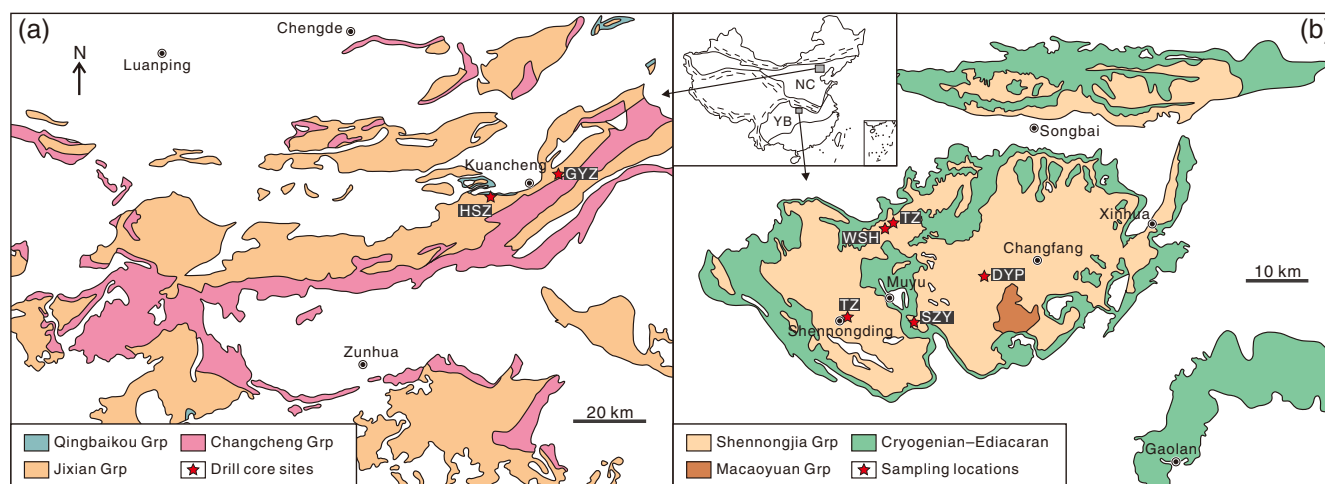 (a)
Chengde
N
Luanping
Kuancheng
GYZ
HSZ
Zunhua
20 km
Qingbaikou Grp
Changcheng Grp
Jixian Grp
Drill core sites
NC
YB
(b)
Songbai
Xinhua
TZ
WSH
Changfang
DYP
Muyu
10 km
TZ
SZY
Shennongding
Gaolan
Shennongjia Grp
Cryogenian–Ediacaran
Macaoyuan Grp
Sampling locations